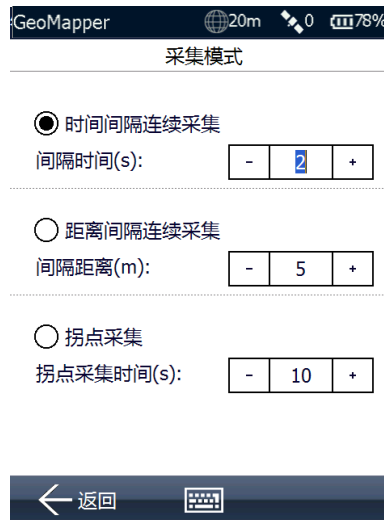 GeoMapper 20m 0 78%
采集模式
时间间隔连续采集
间隔时间(s): - 2 +
距离间隔连续采集
间隔距离(m): - 5 +
拐点采集
拐点采集时间(s): - 10 +
返回